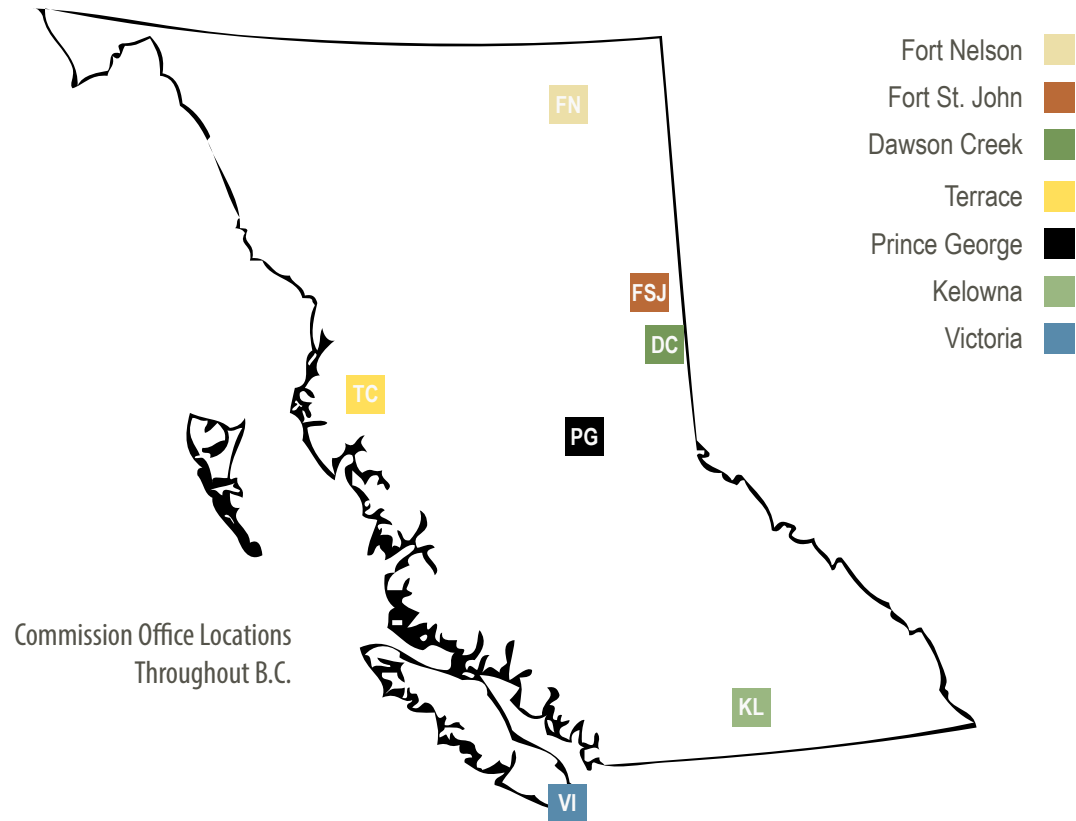 Fort Nelson
Fort St. John
Dawson Creek
Terrace
Prince George
Kelowna
Victoria
FN
FSJ
DC
TC
PG
Commission Office Locations
Throughout B.C.
KL
VI